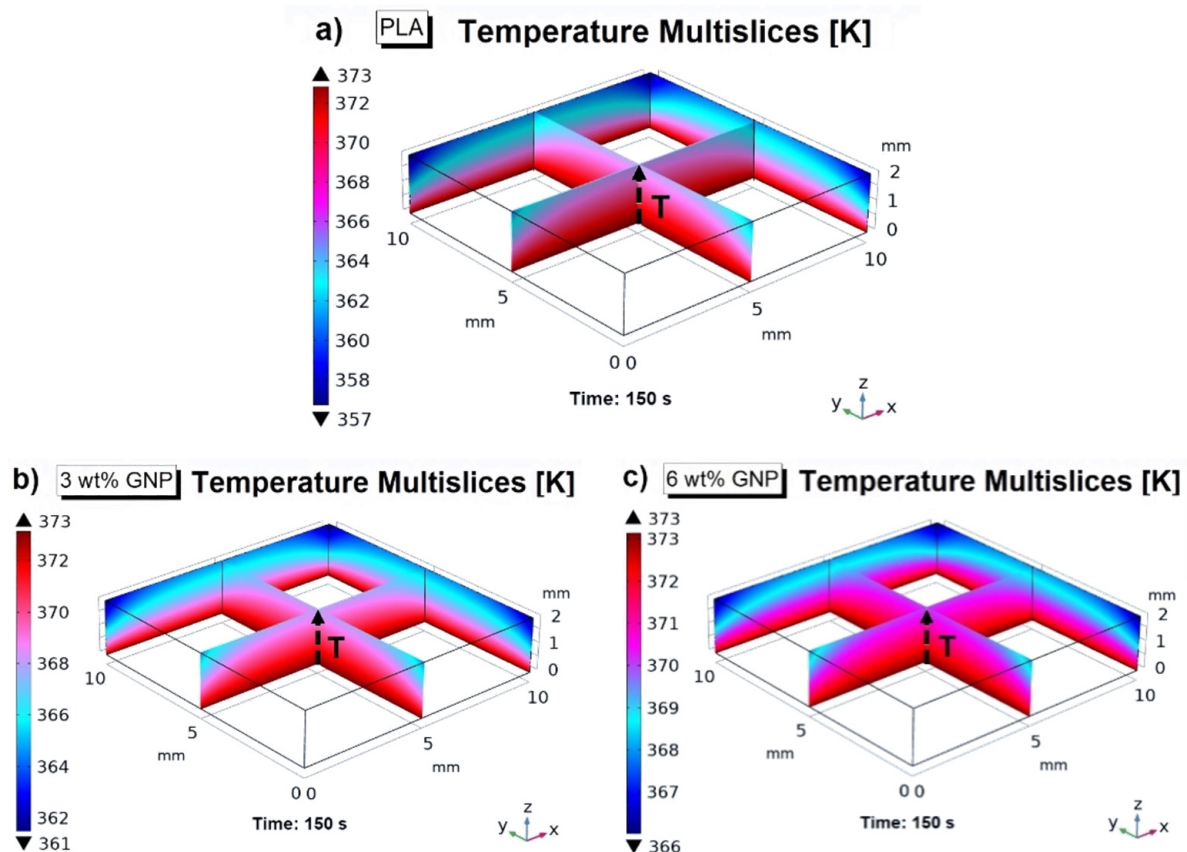 a) PLA Temperature Multislices [K]
373
372
370
368
366
364
362
360
358
357
mm
2
1
0
T
10
10
5
5
mm
mm
0 0
Time: 150 s
z
y x
b) 3 wt% GNP Temperature Multislices [K]
373
372
370
368
366
364
362
361
mm
2
1
0
T
10
10
5
5
mm
mm
0 0
Time: 150 s
z
y x
c) 6 wt% GNP Temperature Multislices [K]
373
373
372
371
370
369
368
367
366
mm
2
1
0
T
10
10
5
5
mm
mm
0 0
Time: 150 s
z
y x